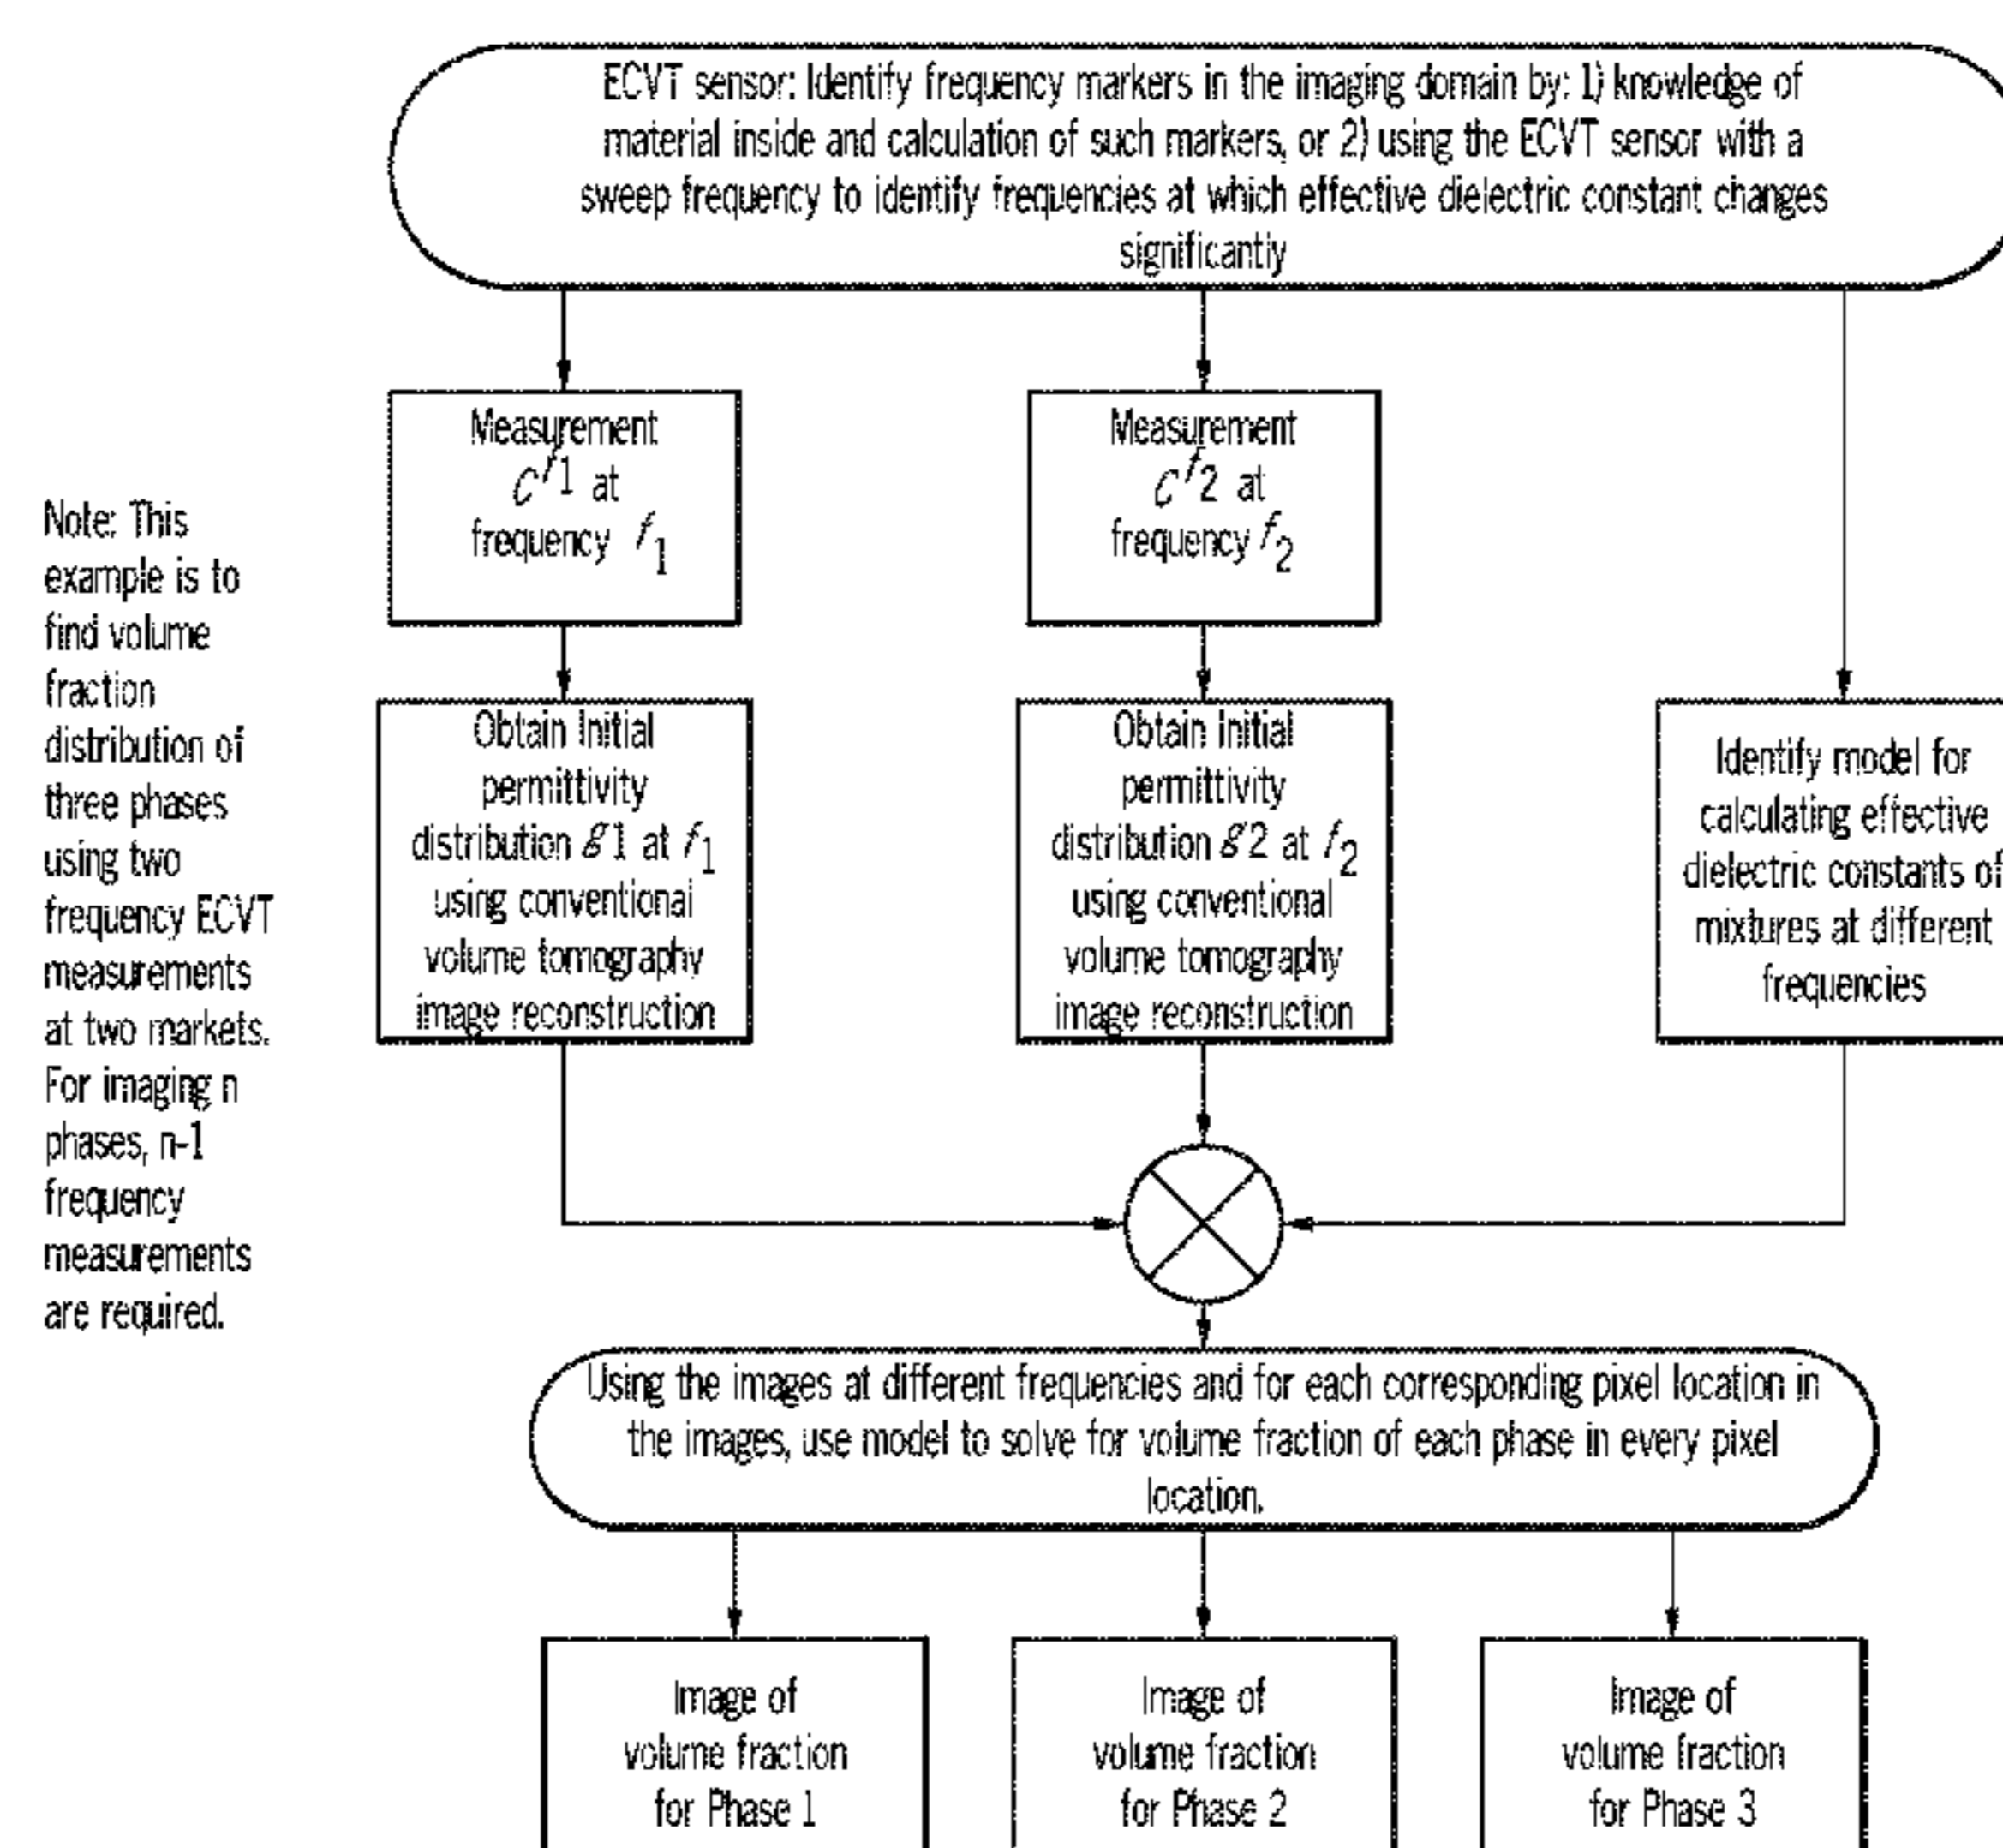 ECVT sensor: Identify frequency markers in the imaging domain by: 1) knowledge of
material inside and calculation of such markers, or 2) using the ECVT sensor with a
sweep frequency to identify frequencies at which effective dielectric constant changes
significantly
Measurement
C^f1 at
frequency f1
Measurement
C^f2 at
frequency f2
Note: This
example is to
find volume
fraction
distribution of
three phases
using two
frequency ECVT
measurements
at two markets.
For imaging n
phases, n-1
frequency
measurements
are required.
Obtain Initial
permittivity
distribution g1 at f1
using conventional
volume tomography
image reconstruction
Obtain Initial
permittivity
distribution g2 at f2
using conventional
volume tomography
image reconstruction
Identify model for
calculating effective
dielectric constants of
mixtures at different
frequencies
Using the images at different frequencies and for each corresponding pixel location in
the images, use model to solve for volume fraction of each phase in every pixel
location.
Image of
volume fraction
for Phase 1
Image of
volume fraction
for Phase 2
Image of
volume fraction
for Phase 3